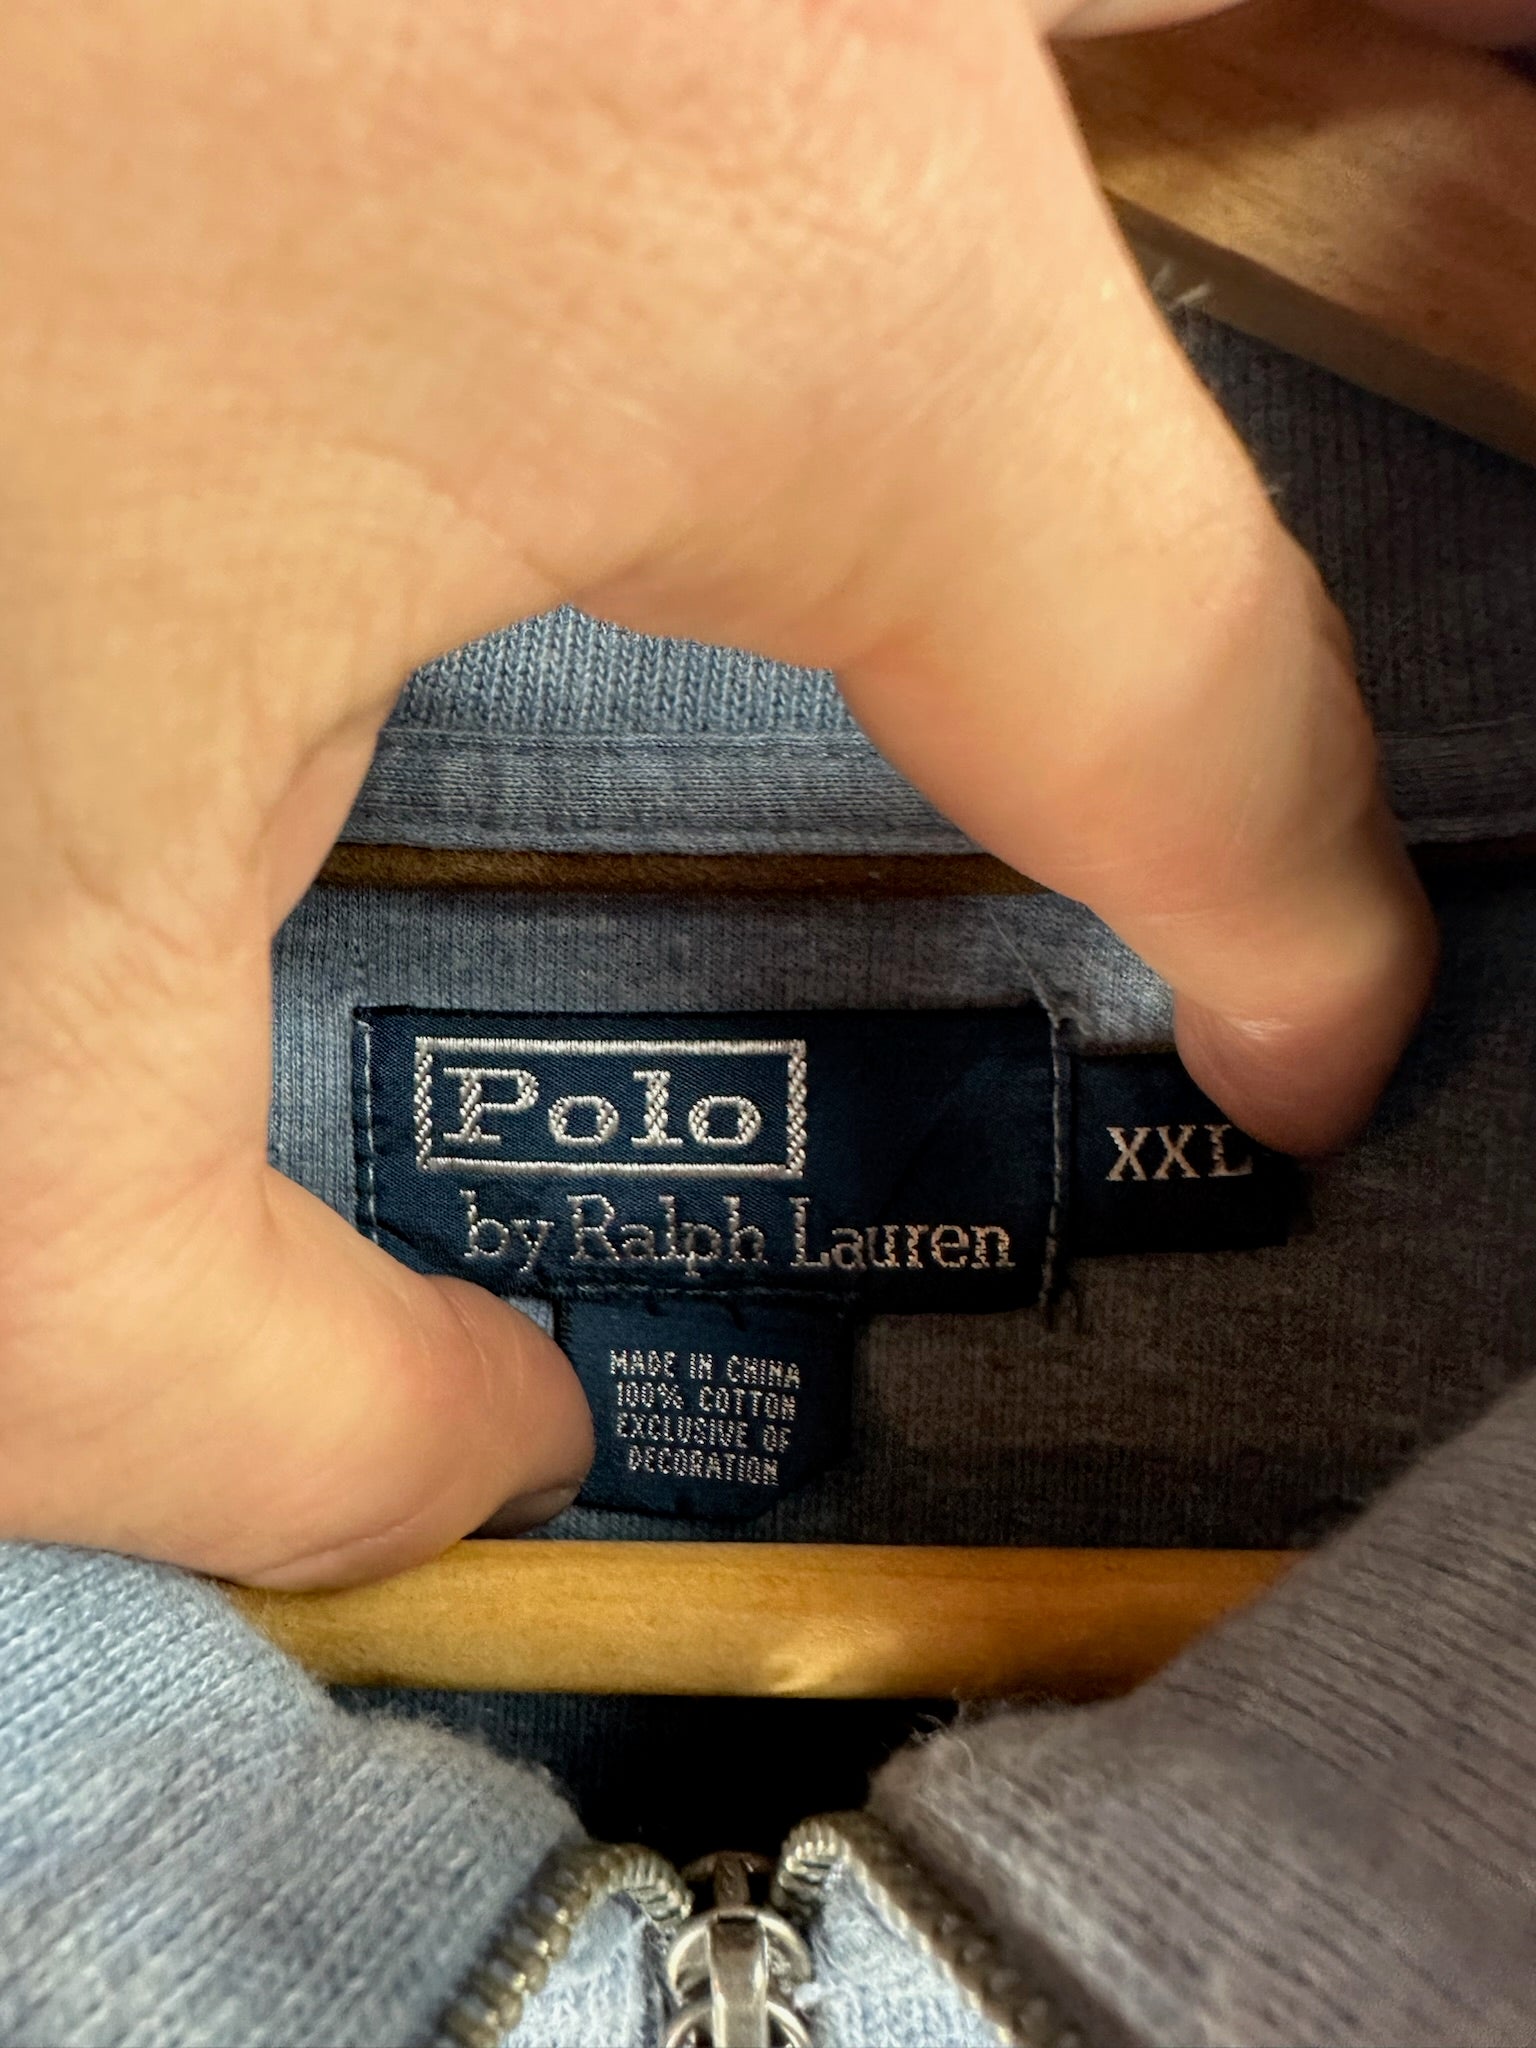 Polo
by Ralph Lauren
XXL
MADE IN CHINA
100% COTTON
EXCLUSIVE OF
DECORATION